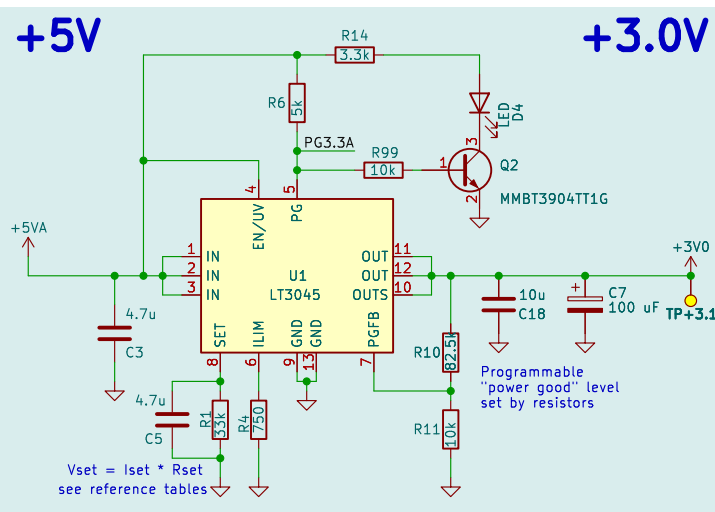 +5V
+3.0V
R14
3.3k
R6
5k
LED
D4
PG3.3A
R99
10k
3
1
Q2
2
MMBT3904TT1G
4
5
EN/UV
PG
+5VA
+3V0
1
IN
OUT
11
2
IN
U1
OUT
12
3
IN
LT3045
OUTS
10
4.7u
C3
10u
C18
+
C7
100 uF
TP+3.1
SET
ILIM
GND
GND
PGFB
8
6
9
13
7
R10
82.5k
Programmable
"power good" level
set by resistors
4.7u
C5
R1
33k
R4
750
R11
10k
Vset = Iset * Rset
see reference tables